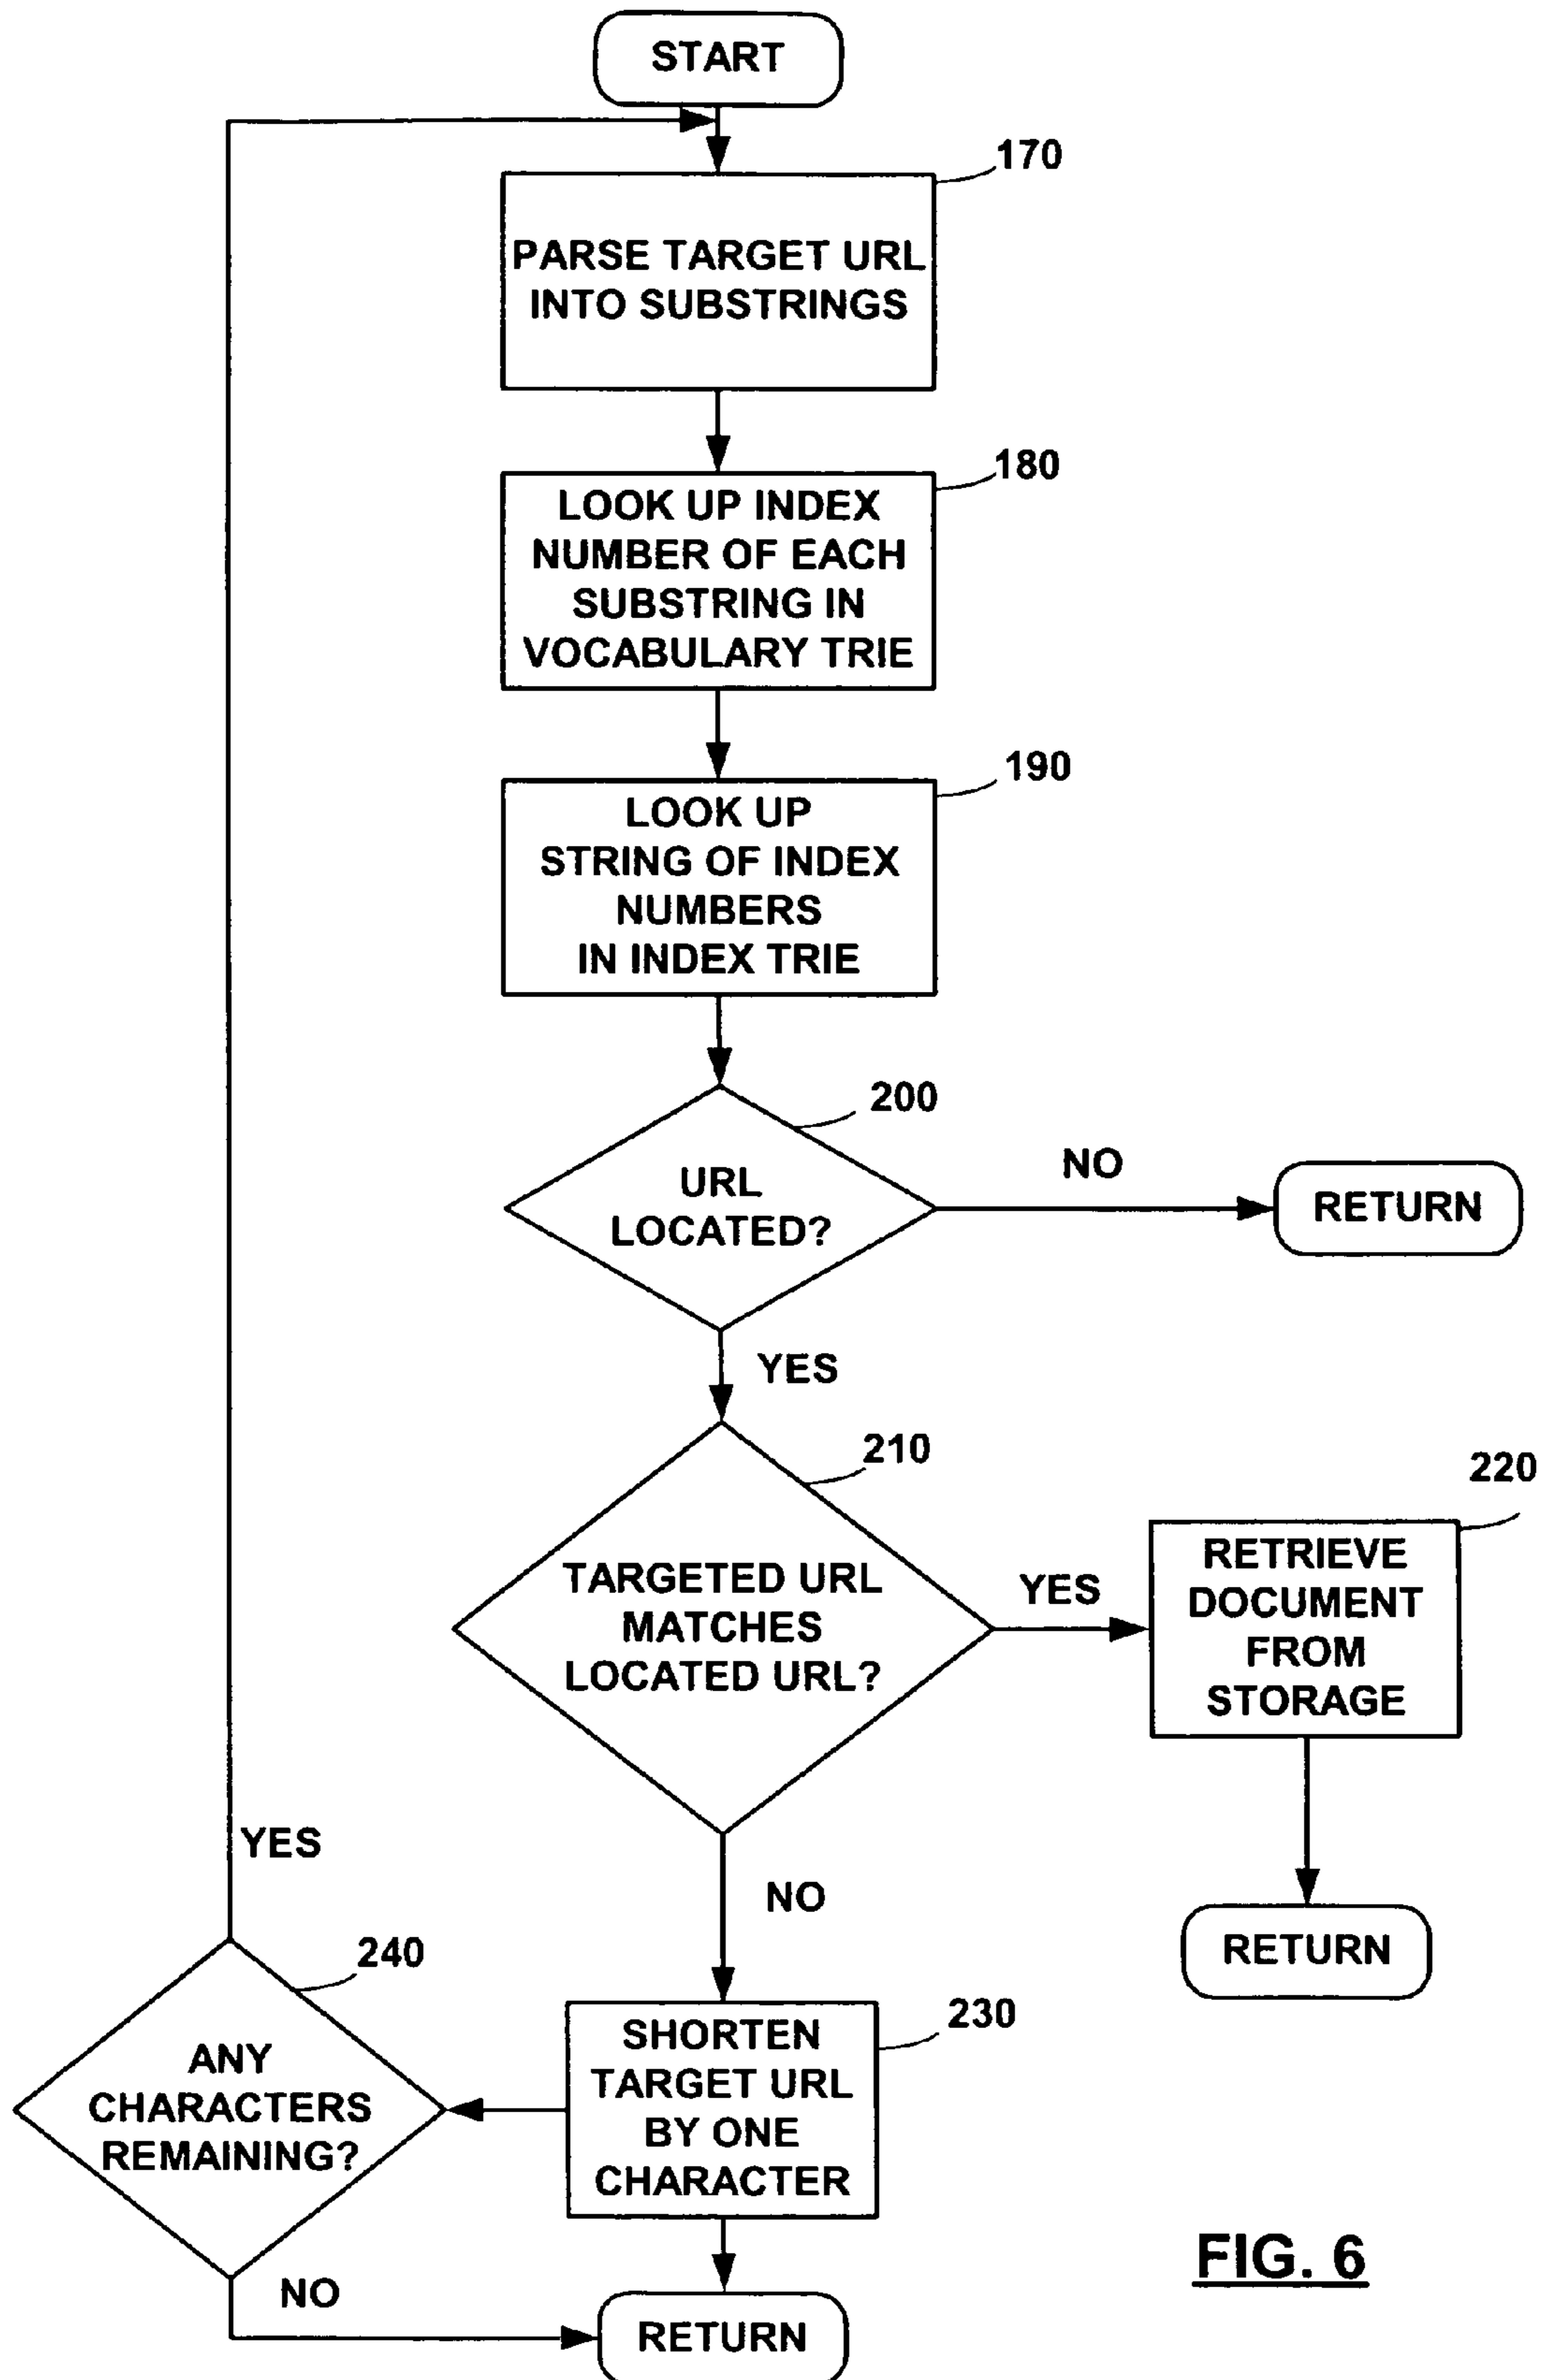 START
170
PARSE TARGET URL
INTO SUBSTRINGS
180
LOOK UP INDEX
NUMBER OF EACH
SUBSTRING IN
VOCABULARY TRIE
190
LOOK UP
STRING OF INDEX
NUMBERS
IN INDEX TRIE
200
URL
LOCATED?
NO
RETURN
YES
210
TARGETED URL
MATCHES
LOCATED URL?
YES
220
RETRIEVE
DOCUMENT
FROM
STORAGE
RETURN
NO
230
SHORTEN
TARGET URL
BY ONE
CHARACTER
240
ANY
CHARACTERS
REMAINING?
YES
NO
RETURN
FIG. 6